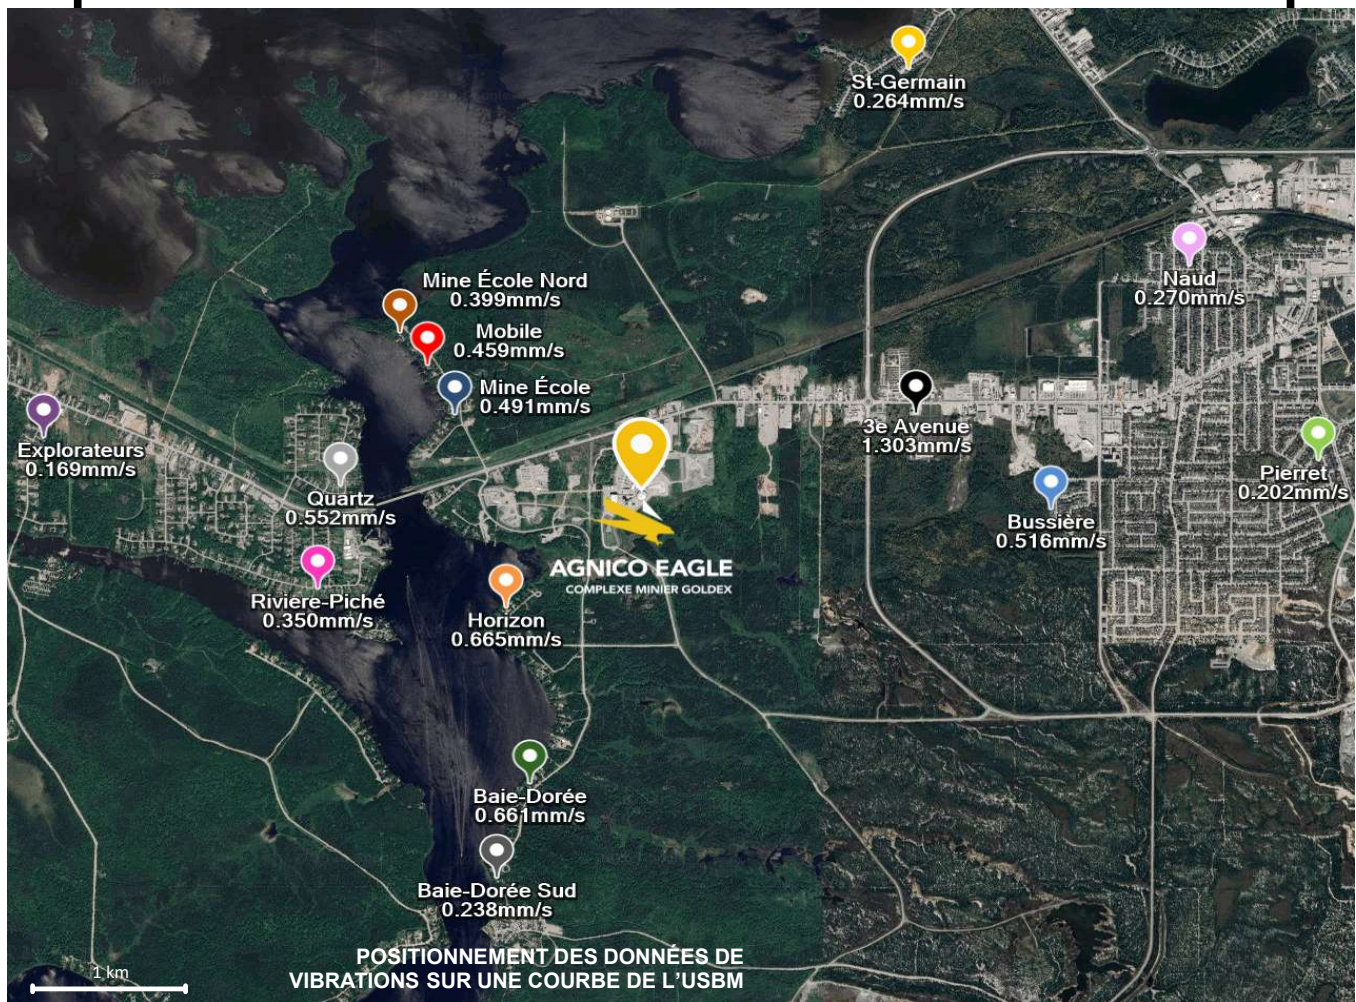 St-Germain
0.264mm/s
Naud
0.270mm/s
Mine École Nord
0.399mm/s
Mobile
0.459mm/s
Mine École
0.491mm/s
3e Avenue
1.303mm/s
Explorateurs
0.169mm/s
Quartz
0.552mm/s
Pierret
0.202mm/s
Bussière
0.516mm/s
AGNICO EAGLE
COMPLEXE MINIER GOLDEX
Riviere-Piché
0.350mm/s
Horizon
0.665mm/s
Baie-Dorée
0.661mm/s
Baie-Dorée Sud
0.238mm/s
POSITIONNEMENT DES DONNÉES DE
VIBRATIONS SUR UNE COURBE DE L'USBM
1 km